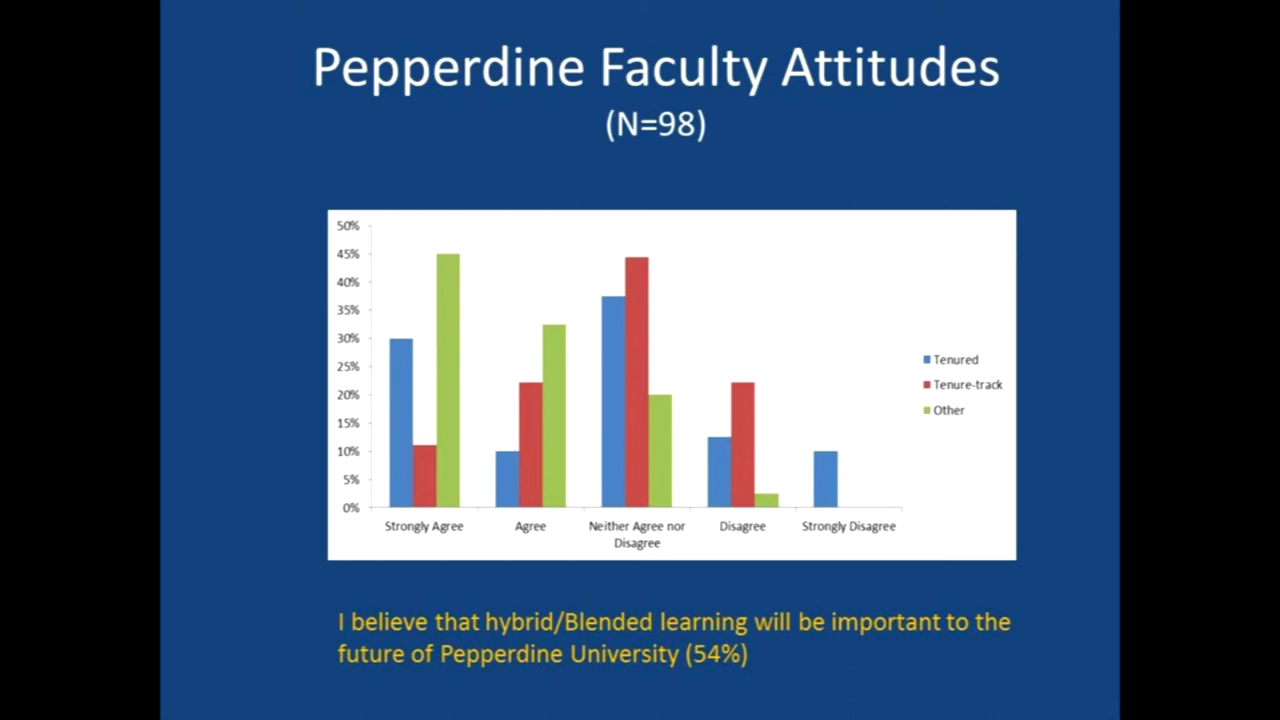 Pepperdine Faculty Attitudes
(N=98)
50%
45%
40%
35%
30%
25%
20%
15%
10%
5%
0%
Strongly Agree
Agree
Neither Agree nor
Disagree
Disagree
Strongly Disagree
Tenured
Tenure-track
Other
I believe that hybrid/Blended learning will be important to the
future of Pepperdine University (54%)